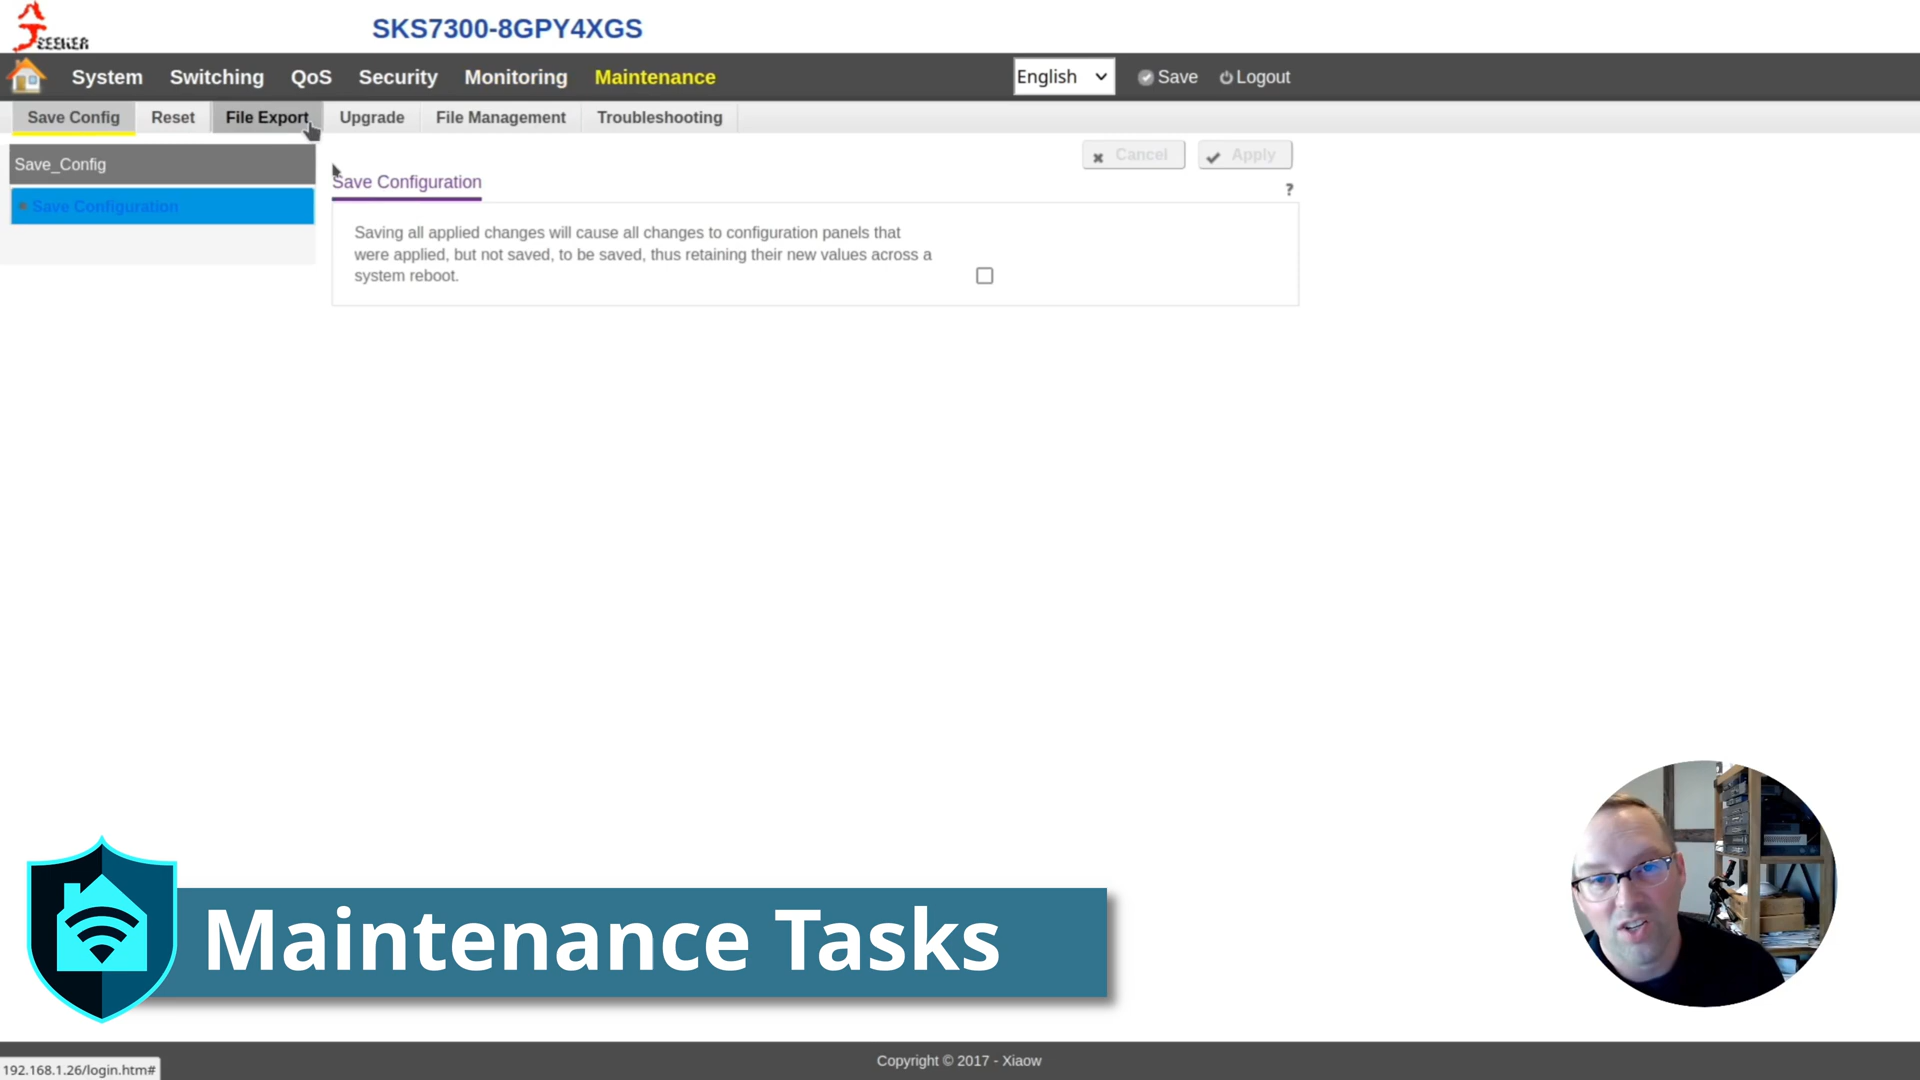 SEEKER
SKS7300-8GPY4XGS
System Switching QoS Security Monitoring Maintenance English Save Logout
Save Config Reset File Export Upgrade File Management Troubleshooting
Save_Config
Save Configuration
Cancel Apply
Save Configuration
?
Saving all applied changes will cause all changes to configuration panels that
were applied, but not saved, to be saved, thus retaining their new values across a
system reboot.
Maintenance Tasks
Copyright © 2017 - Xiaow
192.168.1.26/login.htm#